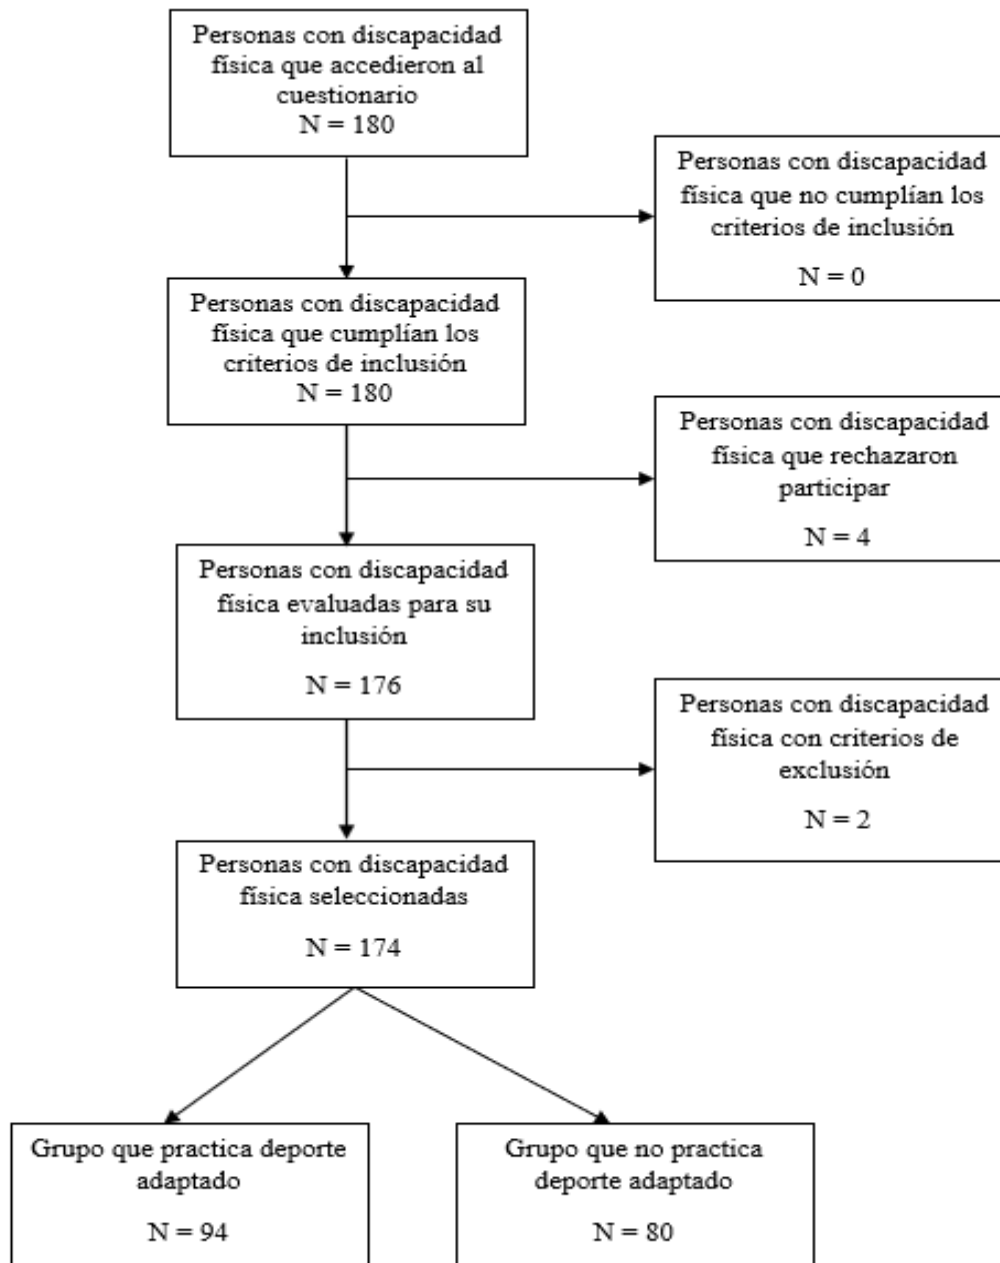 Personas con discapacidad
física que accedieron al
cuestionario
N = 180
Personas con discapacidad
física que no cumplían los
criterios de inclusión
N = 0
Personas con discapacidad
física que cumplían los
criterios de inclusión
N = 180
Personas con discapacidad
física que rechazaron
participar
N = 4
Personas con discapacidad
física evaluadas para su
inclusión
N = 176
Personas con discapacidad
física con criterios de
exclusión
N = 2
Personas con discapacidad
física seleccionadas
N = 174
Grupo que practica deporte
adaptado
N = 94
Grupo que no practica
deporte adaptado
N = 80